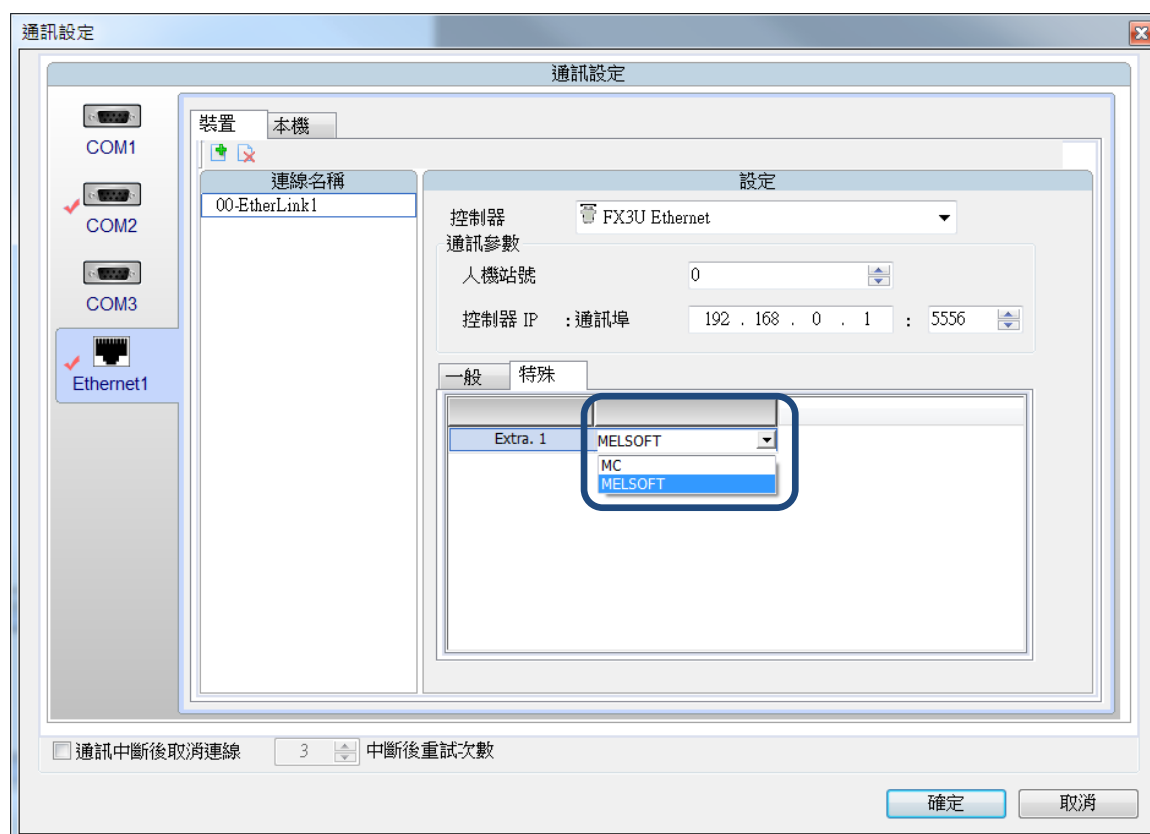 通訊設定
通訊設定
COM1
COM2
COM3
Ethernet1
裝置 本機
連線名稱
00-EtherLink1
設定
控制器 FX3U Ethernet
通訊參數
人機站號 0
控制器 IP :通訊埠 192 . 168 . 0 . 1 : 5556
一般 特殊
Extra. 1 MELSOFT
MC
MELSOFT
通訊中斷後取消連線 3 中斷後重試次數
確定 取消